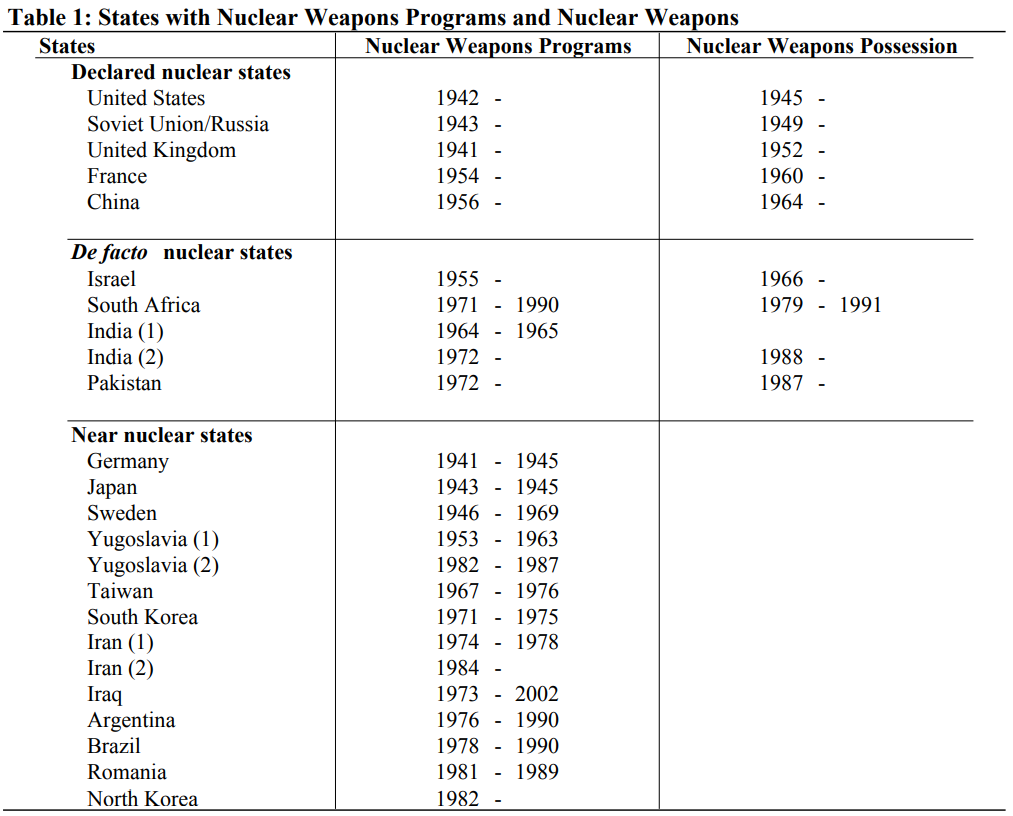 Table 1: States with Nuclear Weapons Programs and Nuclear Weapons
States Nuclear Weapons Programs Nuclear Weapons Possession
Declared nuclear states
United States 1942 - 1945 -
Soviet Union/Russia 1943 - 1949 -
United Kingdom 1941 - 1952 -
France 1954 - 1960 -
China 1956 - 1964 -
De facto nuclear states
Israel 1955 - 1966 -
South Africa 1971 - 1990 1979 - 1991
India (1) 1964 - 1965
India (2) 1972 - 1988 -
Pakistan 1972 - 1987 -
Near nuclear states
Germany 1941 - 1945
Japan 1943 - 1945
Sweden 1946 - 1969
Yugoslavia (1) 1953 - 1963
Yugoslavia (2) 1982 - 1987
Taiwan 1967 - 1976
South Korea 1971 - 1975
Iran (1) 1974 - 1978
Iran (2) 1984 -
Iraq 1973 - 2002
Argentina 1976 - 1990
Brazil 1978 - 1990
Romania 1981 - 1989
North Korea 1982 -